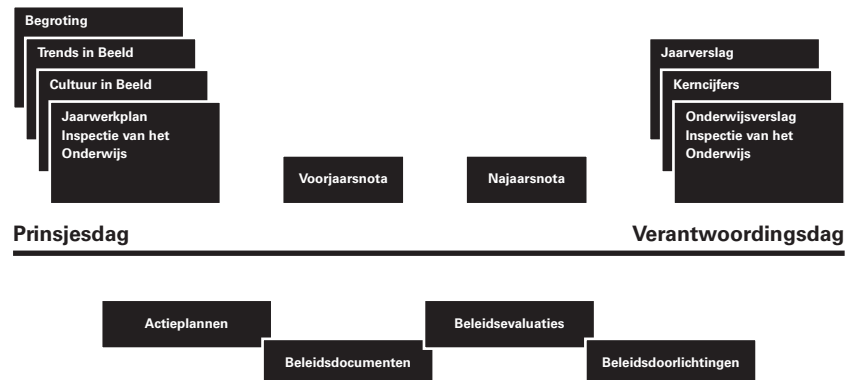 Begroting
Trends in Beeld
Cultuur in Beeld
Jaarwerkplan
Inspectie van het
Onderwijs
Voorjaarsnota
Najaarsnota
Jaarverslag
Kerncijfers
Onderwijsverslag
Inspectie van het
Onderwijs
Prinsjesdag
Verantwoordingsdag
Actieplannen
Beleidsdocumenten
Beleidsevaluaties
Beleidsdoorlichtingen